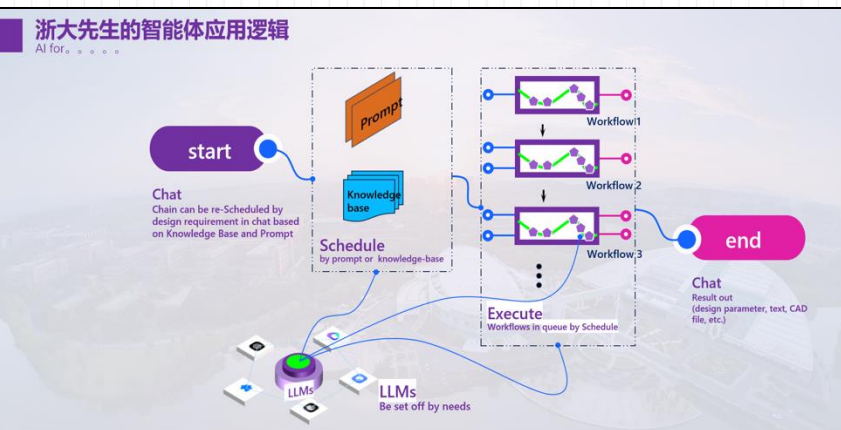 浙大先生的智能体应用逻辑
AI for。。。。。
Prompt
Knowledge
base
start
Chat
Chain can be re-Scheduled by
design requirement in chat based
on Knowledge Base and Prompt
Schedule
by prompt or knowledge-base
Workflow 1
Workflow 2
Workflow 3
Execute
Workflows in queue by Schedule
end
Chat
Result out
(design parameter, text, CAD
file, etc.)
LLMs
LLMs
Be set off by needs